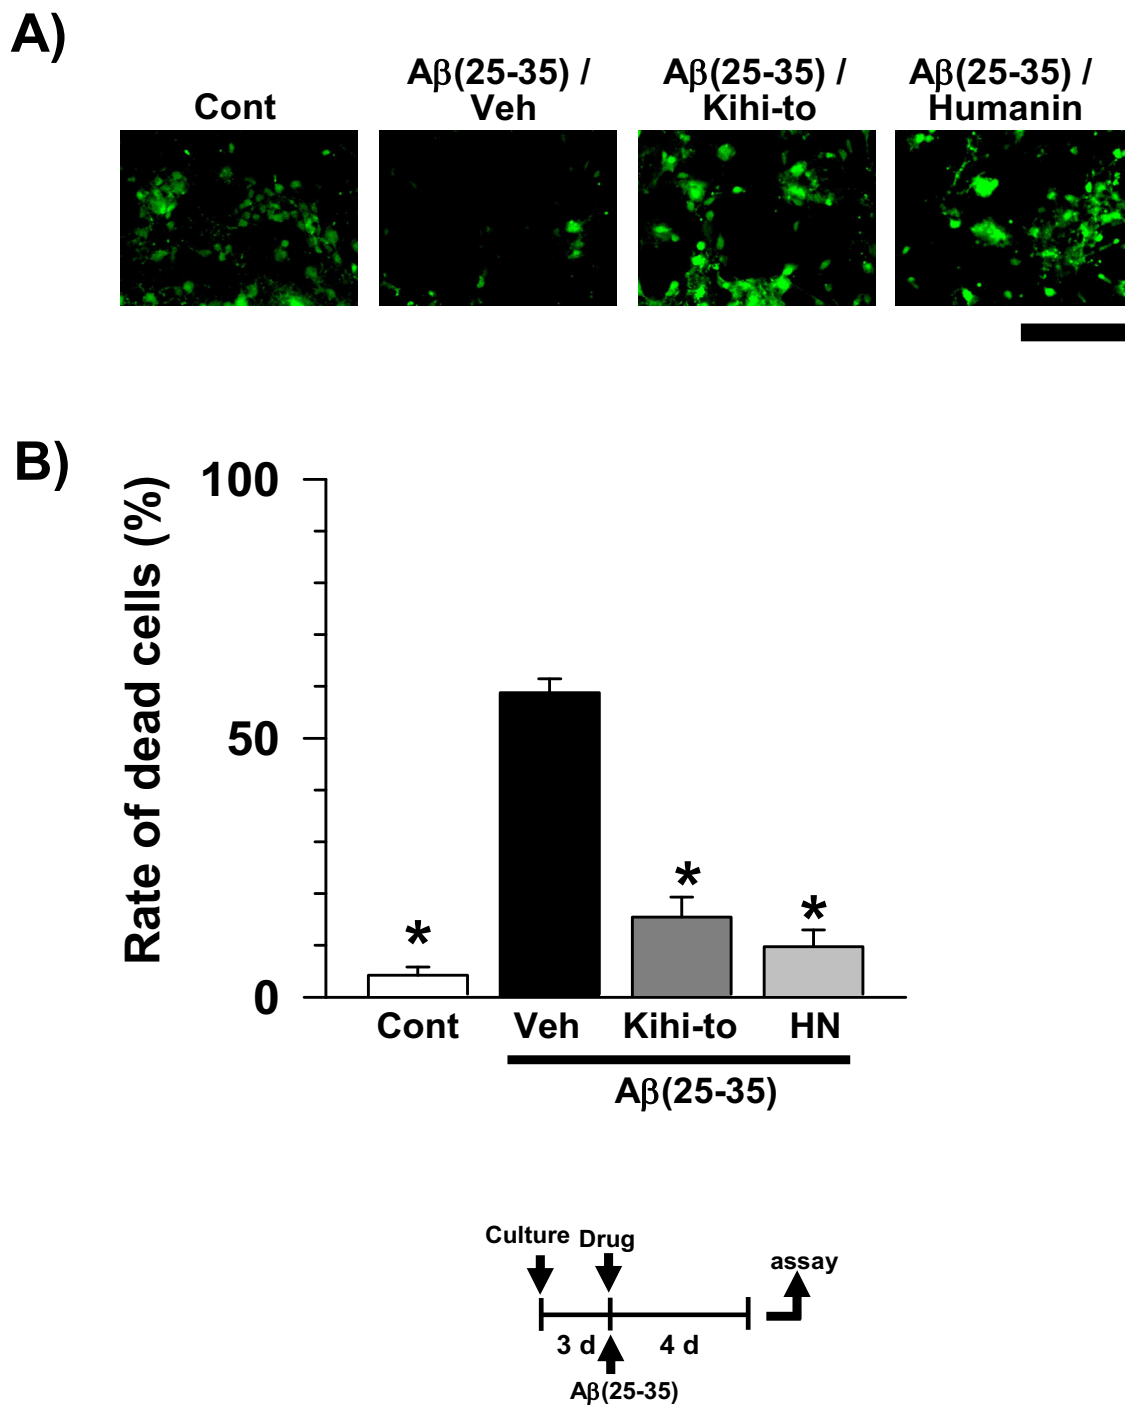 A)
Cont
Aβ(25-35) /
Veh
Aβ(25-35) /
Kihi-to
Aβ(25-35) /
Humanin
B)
Rate of dead cells (%)
100
50
0
*
*
*
Cont Veh Kihi-to HN
Aβ(25-35)
Culture Drug
assay
3 d 4 d
Aβ(25-35)